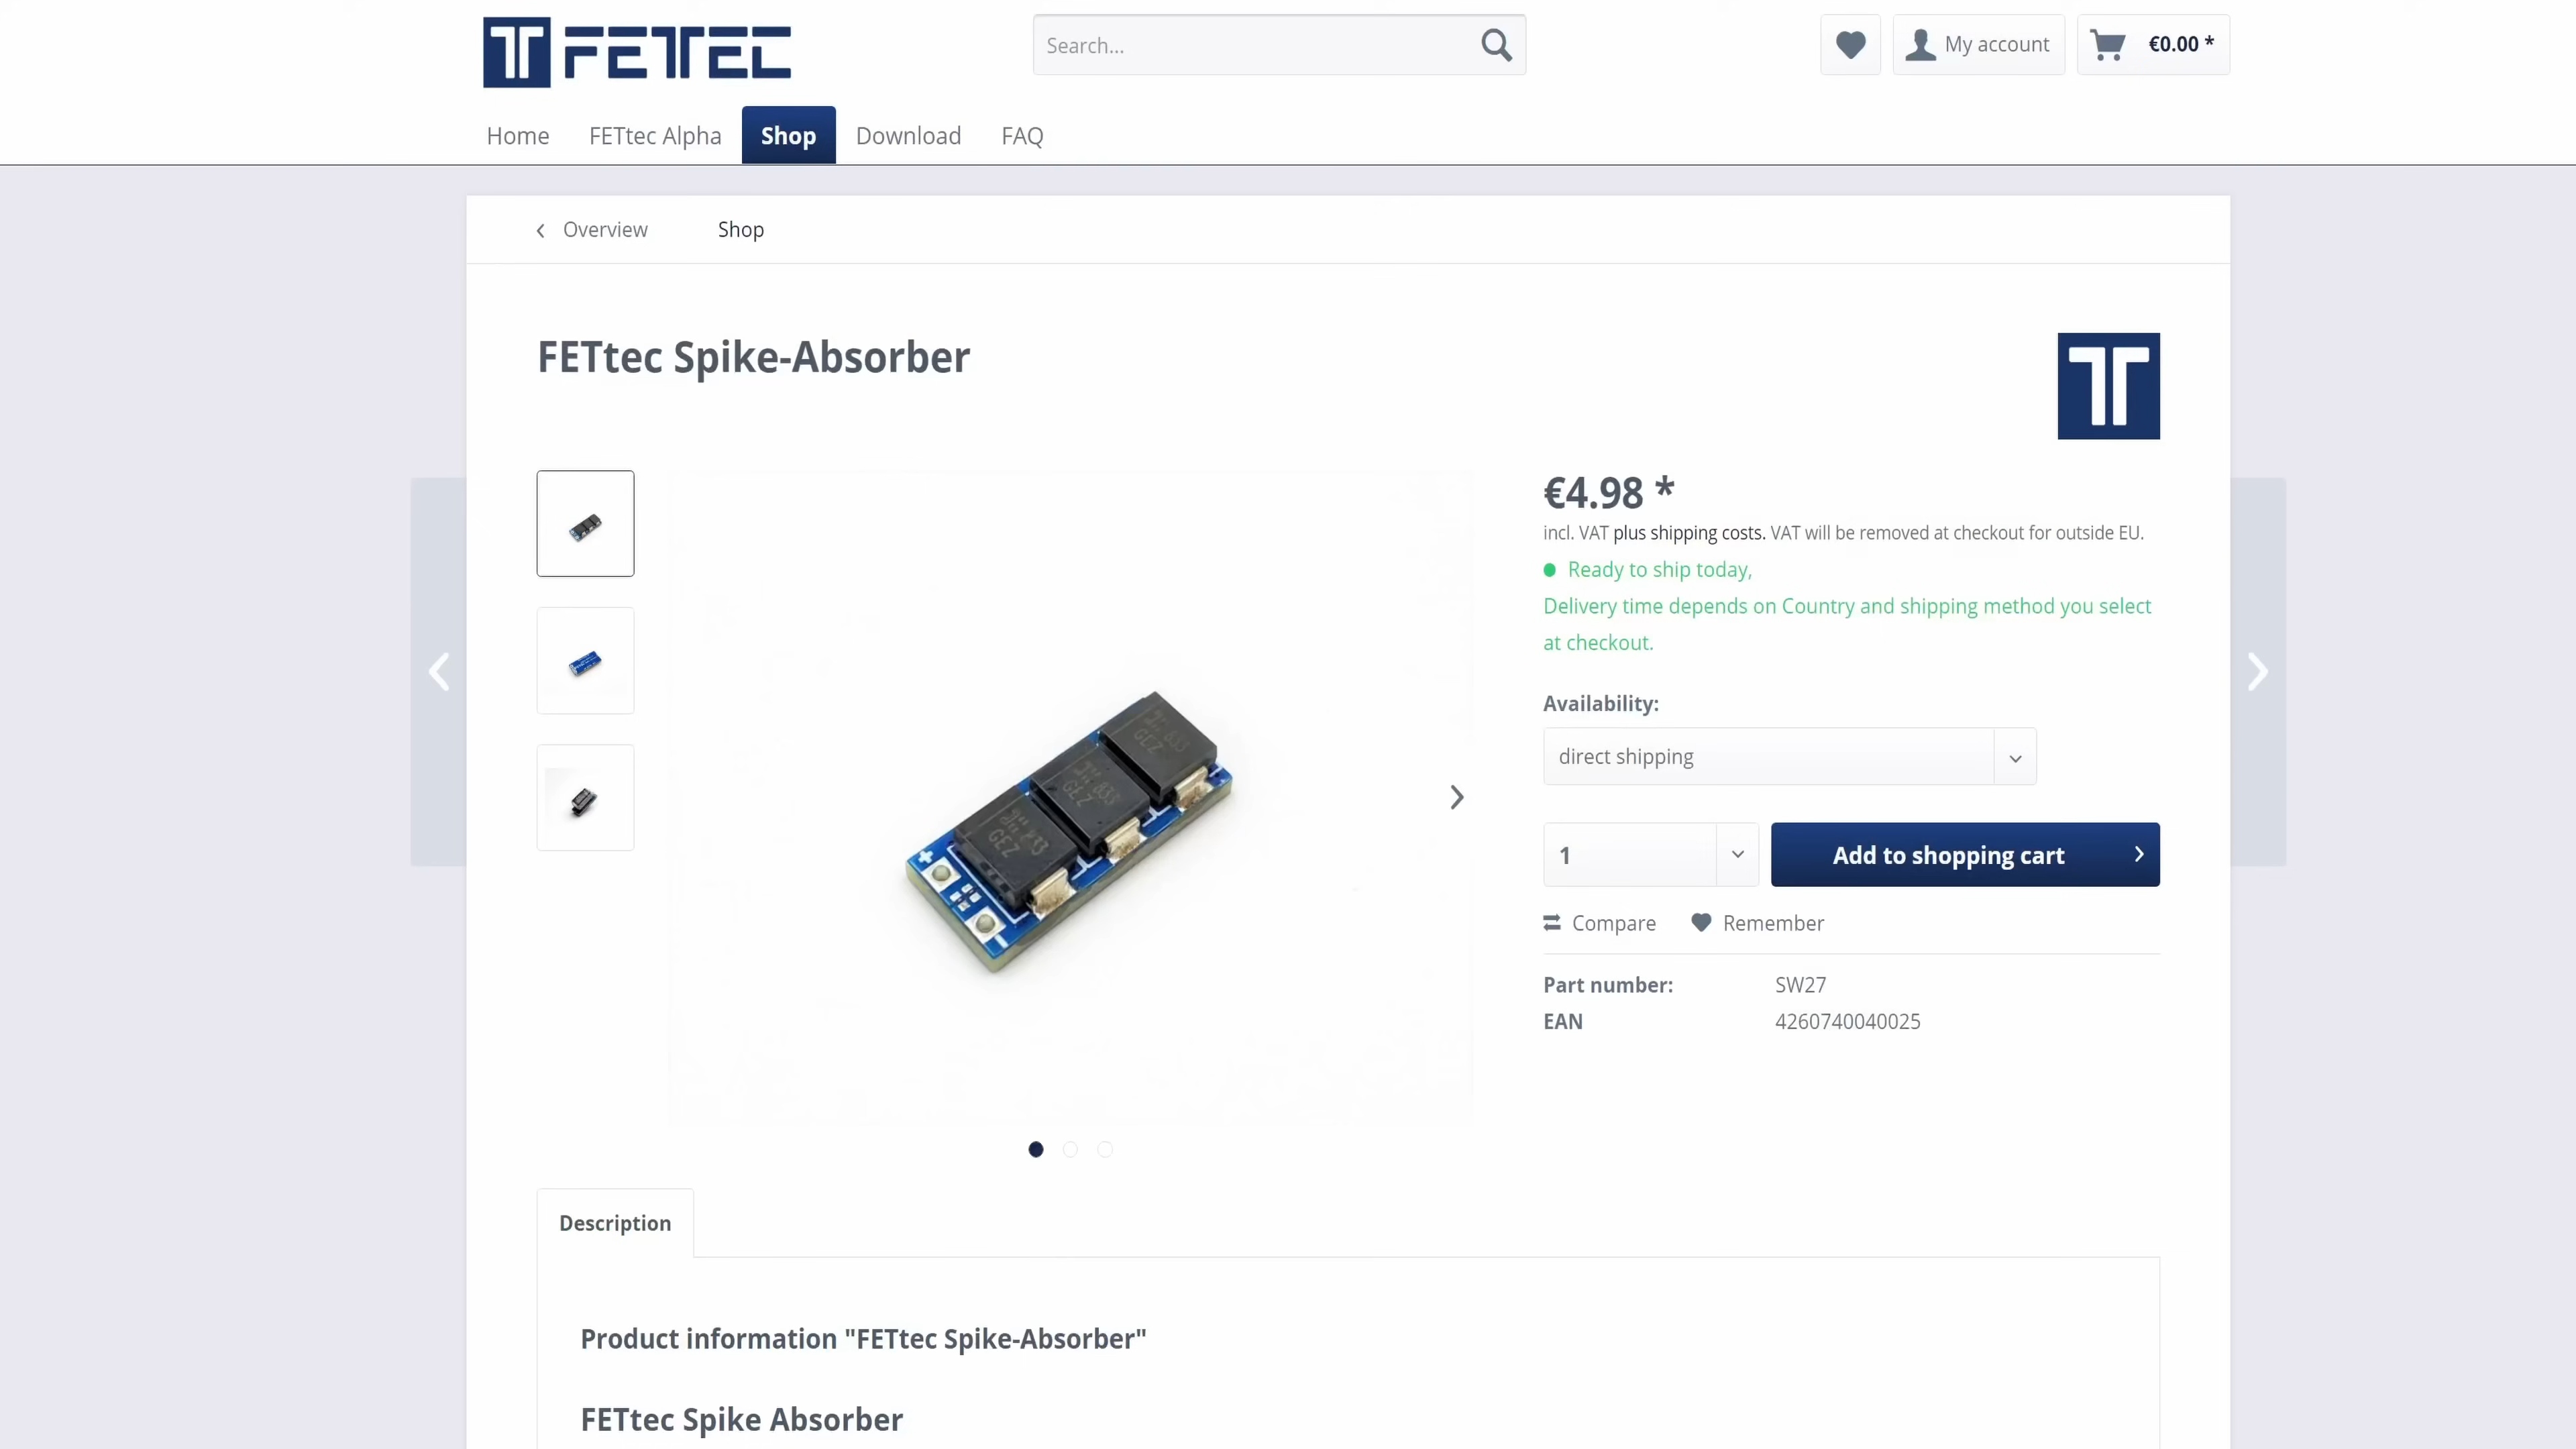 FETTEC
Search...
My account
€0.00 *
Home
FETtec Alpha
Shop
Download
FAQ
Overview
Shop
FETtec Spike-Absorber
€4.98 *
incl. VAT plus shipping costs. VAT will be removed at checkout for outside EU.
Ready to ship today,
Delivery time depends on Country and shipping method you select
at checkout.
Availability:
direct shipping
1
Add to shopping cart
Compare
Remember
Part number:
SW27
EAN
4260740040025
GEZ
GEZ
GEZ
Description
Product information "FETtec Spike-Absorber"
FETtec Spike Absorber